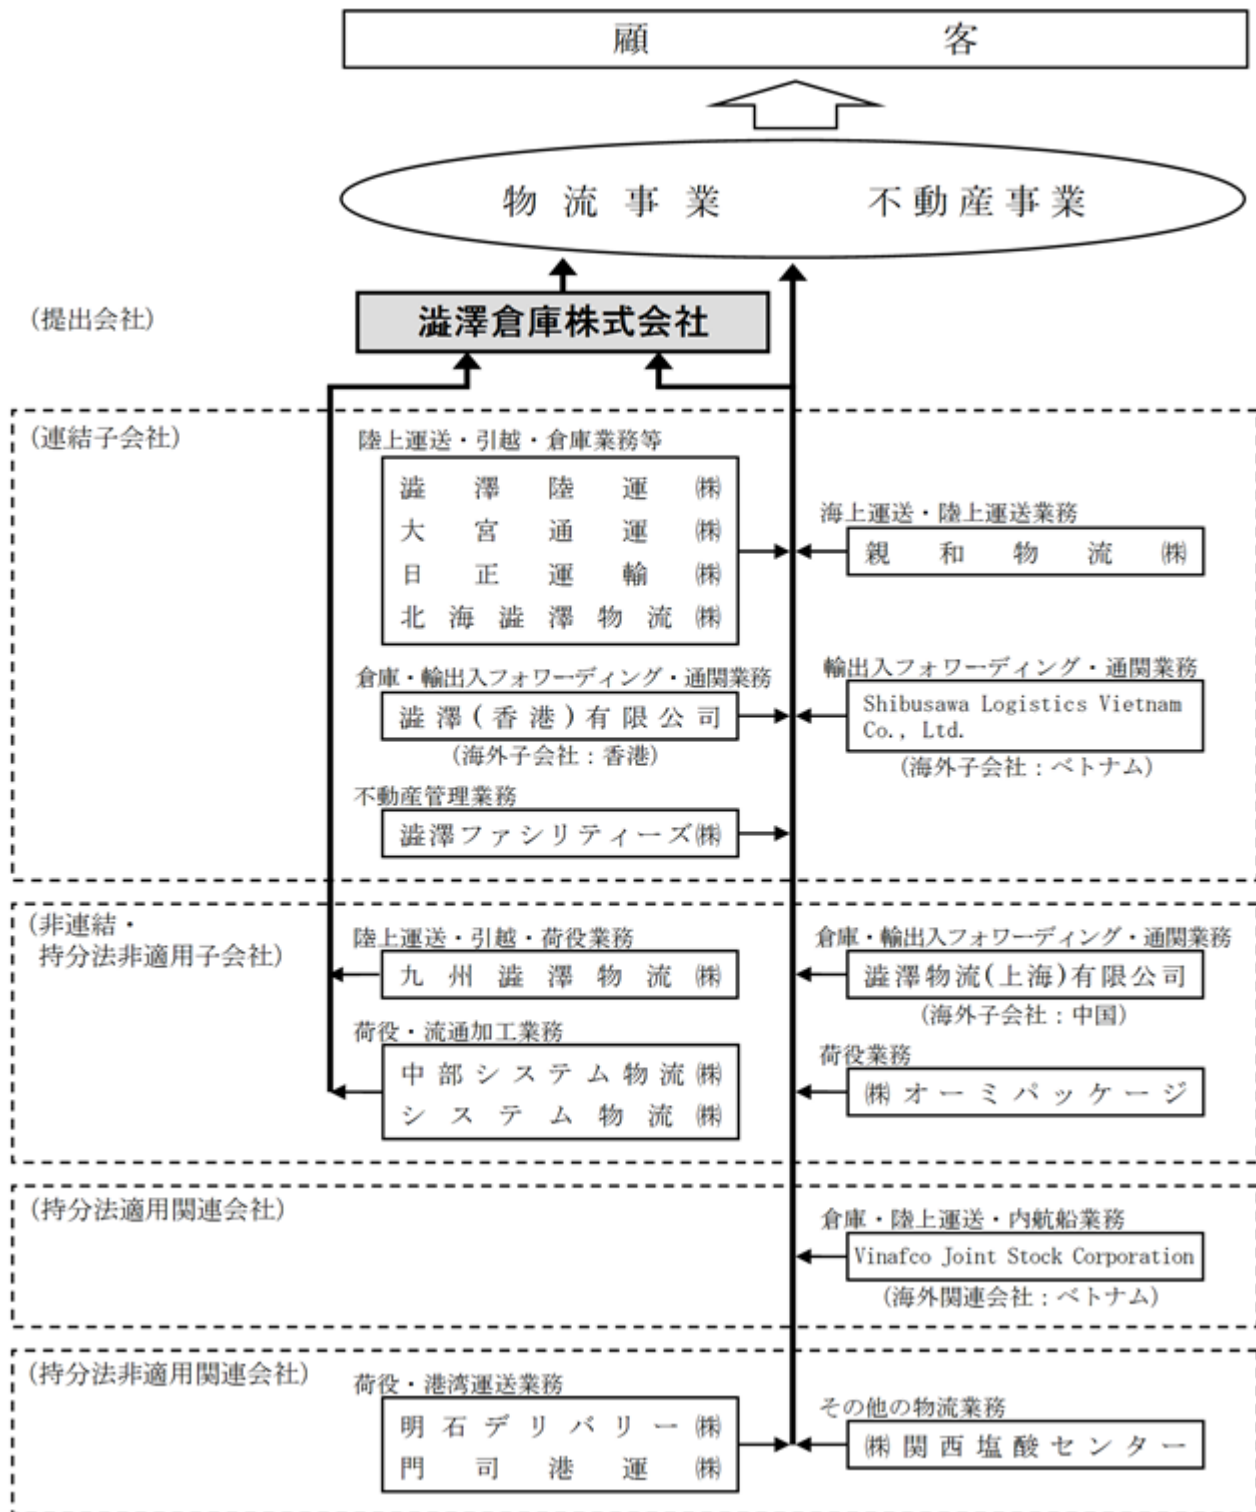 顧客
物流事業 不動産事業
(提出会社)
澁澤倉庫株式会社
(連結子会社)
陸上運送・引越・倉庫業務等
澁澤陸運㈱
大宮通運㈱
日正運輸㈱
北海澁澤物流㈱
海上運送・陸上運送業務
親和物流㈱
倉庫・輸出入フォワーディング・通関業務
澁澤(香港)有限公司
(海外子会社:香港)
輸出入フォワーディング・通関業務
Shibusawa Logistics Vietnam
Co., Ltd.
(海外子会社:ベトナム)
不動産管理業務
澁澤ファシリティーズ㈱
(非連結・
持分法非適用子会社)
陸上運送・引越・荷役業務
九州澁澤物流㈱
倉庫・輸出入フォワーディング・通関業務
澁澤物流(上海)有限公司
(海外子会社:中国)
荷役・流通加工業務
中部システム物流㈱
システム物流㈱
荷役業務
㈱オーミパッケージ
(持分法適用関連会社)
倉庫・陸上運送・内航船業務
Vinafco Joint Stock Corporation
(海外関連会社:ベトナム)
(持分法非適用関連会社)
荷役・港湾運送業務
明石デリバリー㈱
門司港運㈱
その他の物流業務
㈱関西塩酸センター